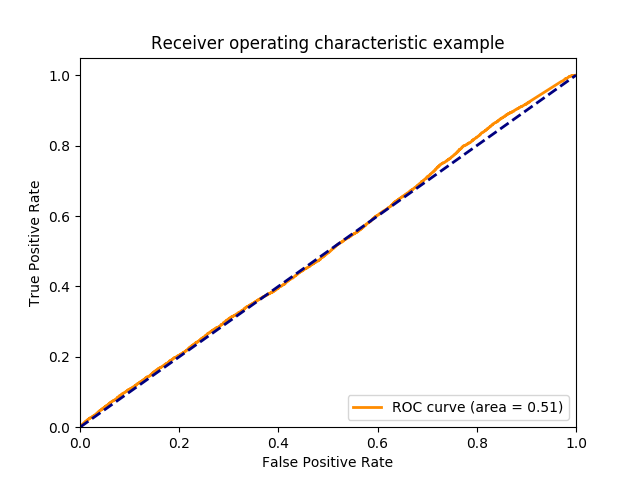 Receiver operating characteristic example
True Positive Rate
1.0
0.8
0.6
0.4
0.2
0.0
ROC curve (area = 0.51)
0.0 0.2 0.4 0.6 0.8 1.0
False Positive Rate